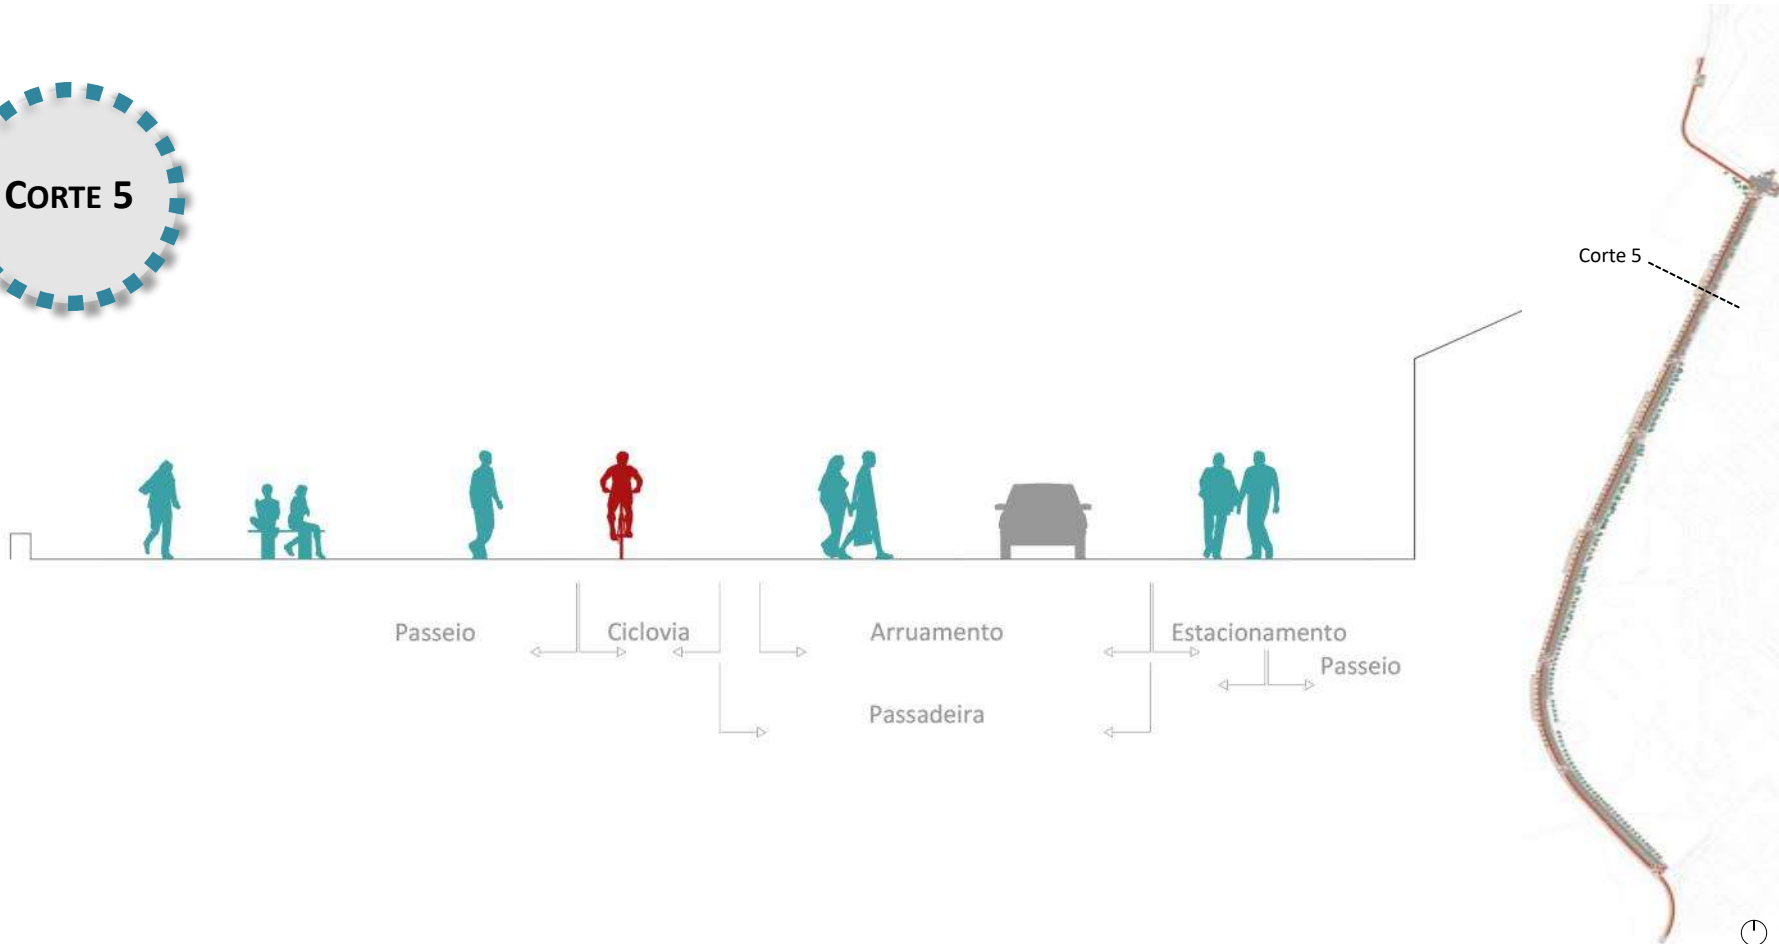 CORTE 5
Corte 5
Passeio
Ciclovia
Arruamento
Estacionamento
Passeio
Passadeira